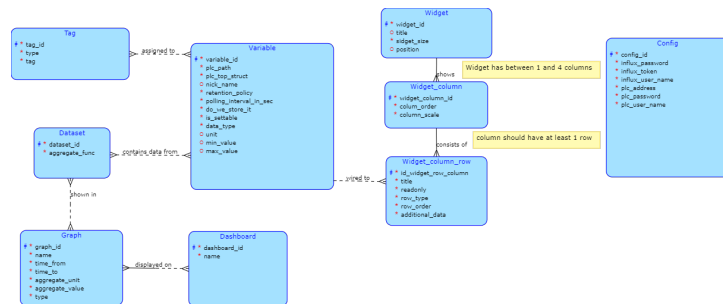 Tag
# * tag_id
* type
* tag
assigned to
Variable
# * variable_id
* plc_path
* plc_top_struct
o nick_name
* retention_policy
* polling_interval_in_sec
* do_we_store_it
* is_settable
* data_type
o unit
o min_value
o max_value
Dataset
# * dataset_id
* aggregate_func
contains data from
shown in
Graph
# * graph_id
* name
* time_from
* time_to
* aggregate_unit
* aggregate_value
* type
displayed on
Dashboard
# * dashboard_id
* name
Widget
# * widget_id
o title
* sidget_size
o position
shows
Widget has between 1 and 4 columns
Widget_column
# * widget_column_id
* colum_order
* column_scale
consists of
column should have at least 1 row
wired to
Widget_column_row
# * id_widget_row_column
* title
* readonly
* row_type
* row_order
* additional_data
Config
# * config_id
* influx_password
* influx_token
* influx_user_name
* plc_address
* plc_password
* plc_user_name